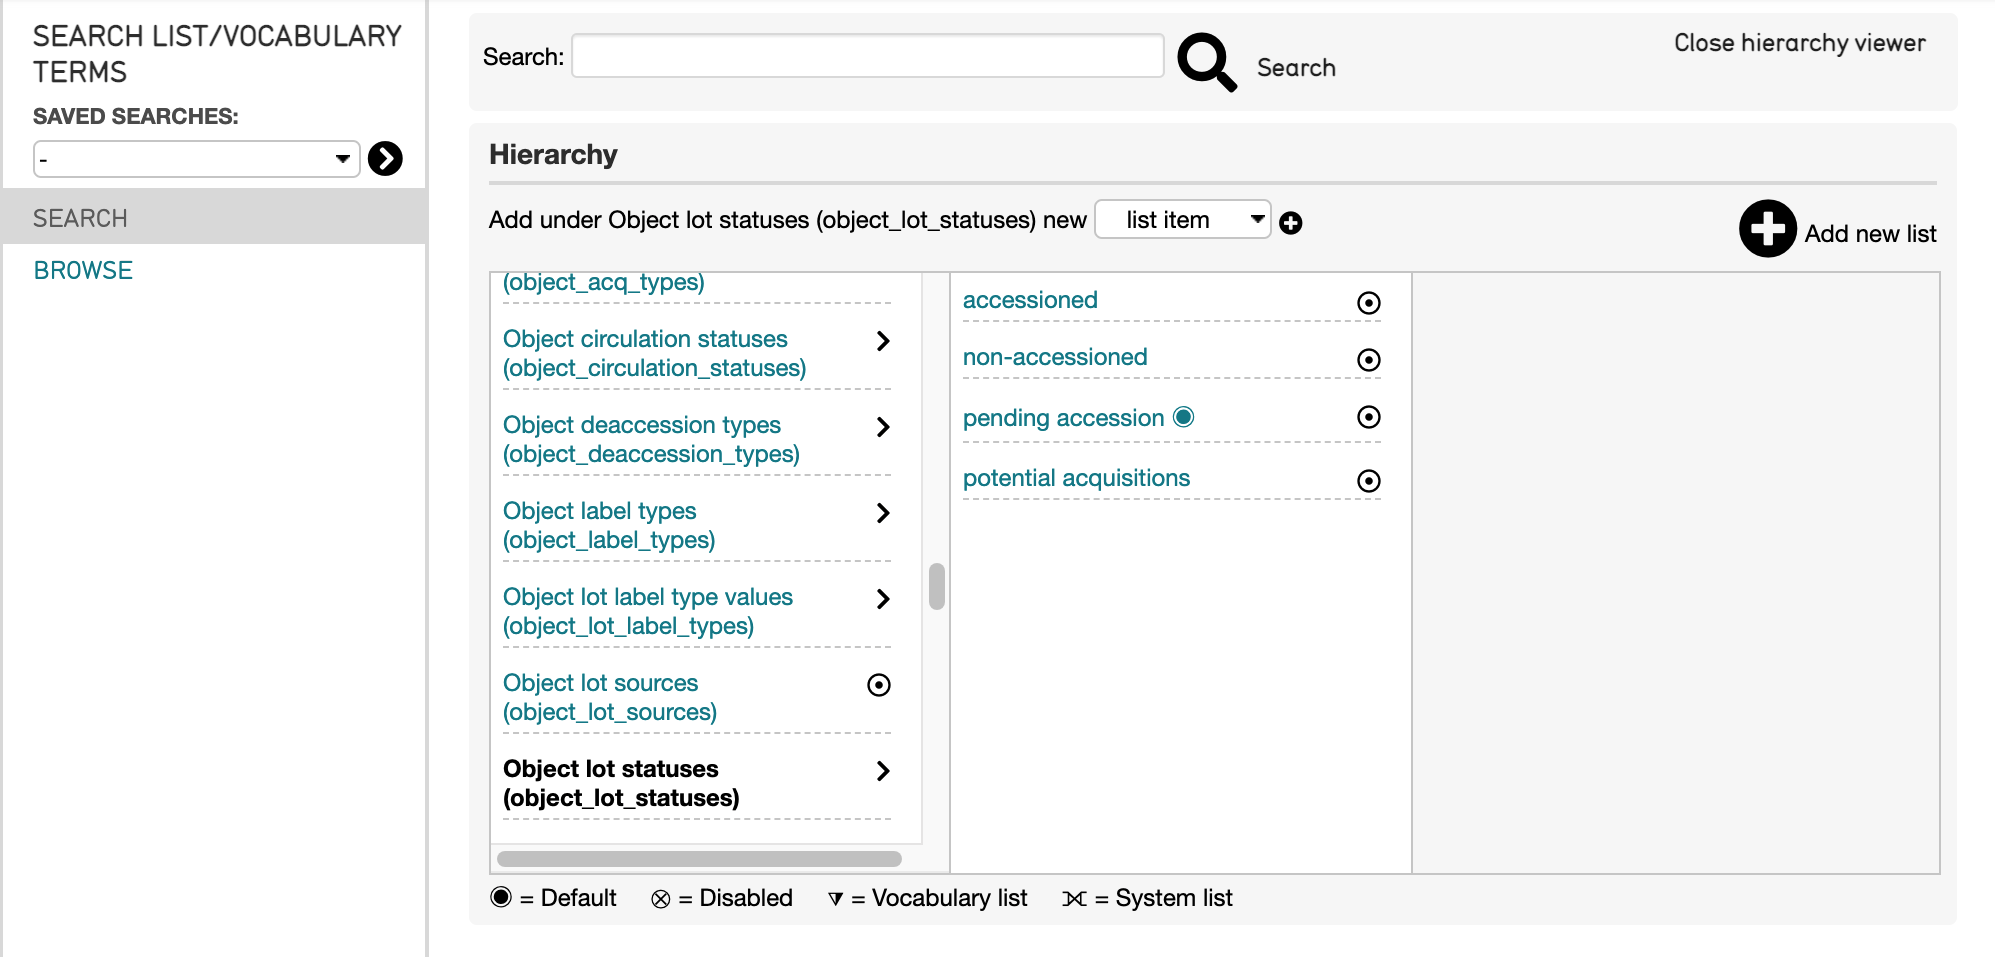 SEARCH LIST/VOCABULARY
TERMS
SAVED SEARCHES:
-
SEARCH
BROWSE
Search:
Search
Close hierarchy viewer
Hierarchy
Add under Object lot statuses (object_lot_statuses) new
list item
Add new list
(object_acq_types)
Object circulation statuses
(object_circulation_statuses)
Object deaccession types
(object_deaccession_types)
Object label types
(object_label_types)
Object lot label type values
(object_lot_label_types)
Object lot sources
(object_lot_sources)
Object lot statuses
(object_lot_statuses)
accessioned
non-accessioned
pending accession
potential acquisitions
= Default
= Disabled
= Vocabulary list
= System list